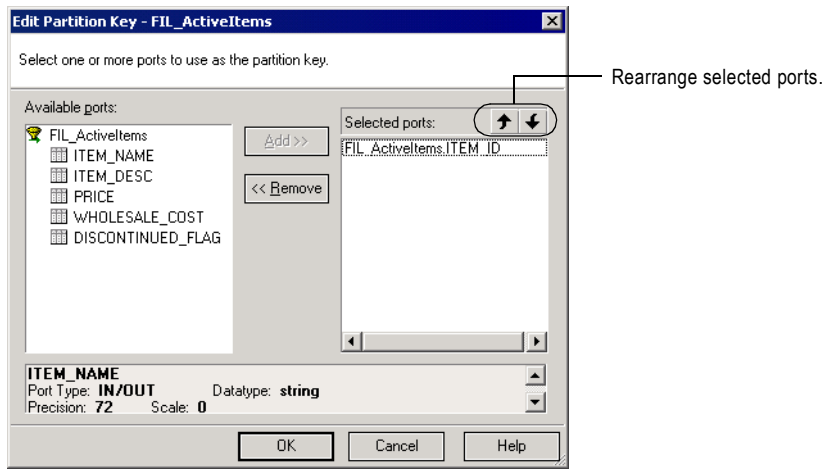 Edit Partition Key - FIL_ActiveItems
Select one or more ports to use as the partition key.
Rearrange selected ports.
Available ports:
FIL_ActiveItems
ITEM_NAME
ITEM_DESC
PRICE
WHOLESALE_COST
DISCONTINUED_FLAG
Add >>
<< Remove
Selected ports:
FIL_ActiveItems.ITEM_ID
ITEM_NAME
Port Type: IN/OUT Datatype: string
Precision: 72 Scale: 0
OK Cancel Help